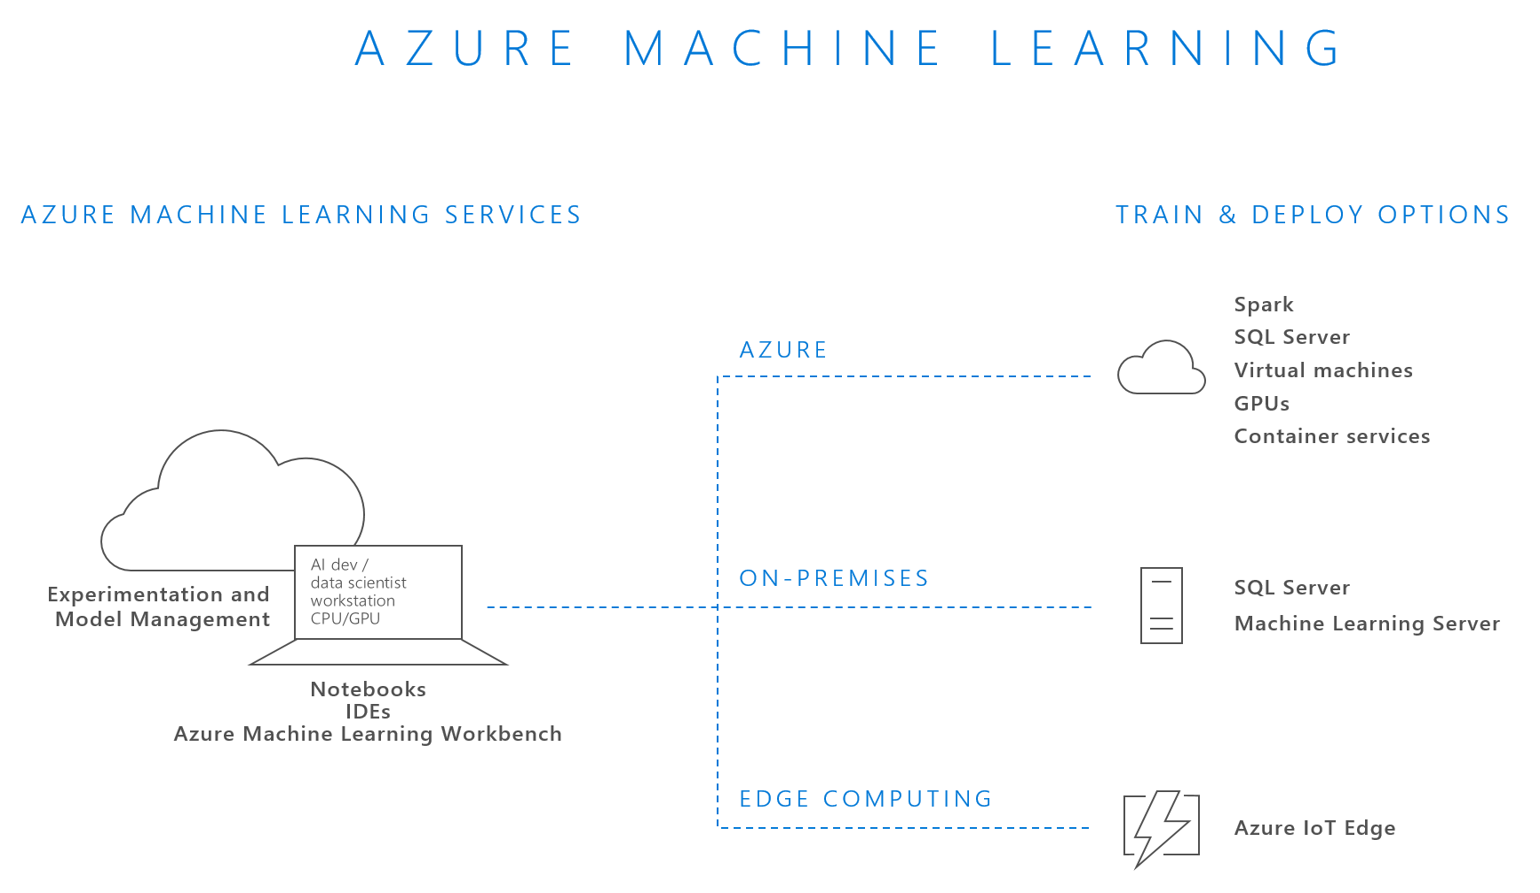 AZURE MACHINE LEARNING
AZURE MACHINE LEARNING SERVICES
TRAIN & DEPLOY OPTIONS
Experimentation and
Model Management
AI dev /
data scientist
workstation
CPU/GPU
Notebooks
IDEs
Azure Machine Learning Workbench
AZURE
Spark
SQL Server
Virtual machines
GPUs
Container services
ON-PREMISES
SQL Server
Machine Learning Server
EDGE COMPUTING
Azure IoT Edge